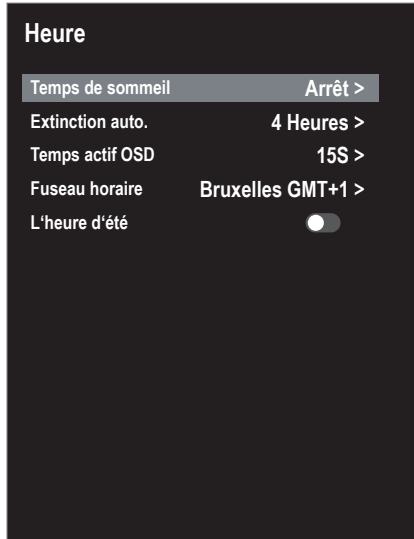 Heure
Temps de sommeil Arrêt >
Extinction auto. 4 Heures >
Temps actif OSD 15S >
Fuseau horaire Bruxelles GMT+1 >
L‘heure d‘été